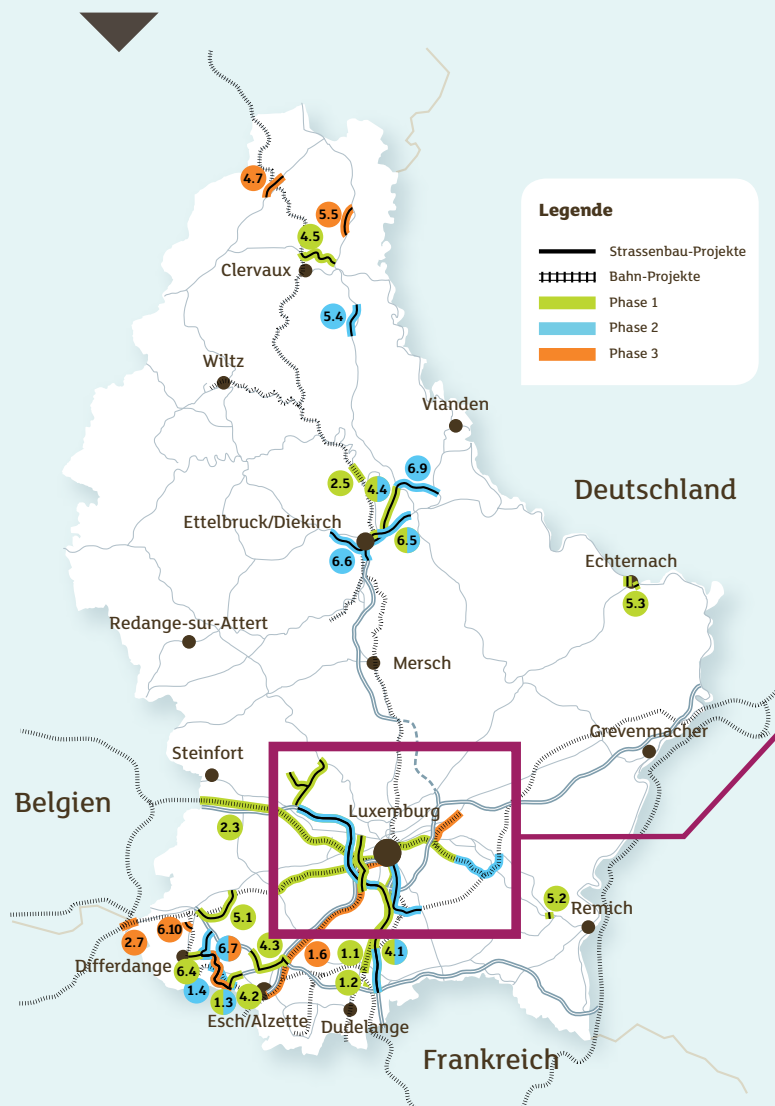 4.7
5.5
Legende
4.5
Strassenbau-Projekte
Clervaux
Bahn-Projekte
Phase 1
5.4
Phase 2
Phase 3
Wiltz
Vianden
6.9
2.5
4.4
Deutschland
Ettelbruck/Diekirch
6.5
6.6
Echternach
5.3
Redange-sur-Attert
Mersch
Grevenmacher
Steinfort
Belgien
Luxemburg
2.3
5.2
5.1
Remich
6.10
2.7
6.7
4.3
1.6
1.1
4.1
Differdange
6.4
1.2
1.4
4.2
1.3
Esch/Alzette
Dudelange
Frankreich